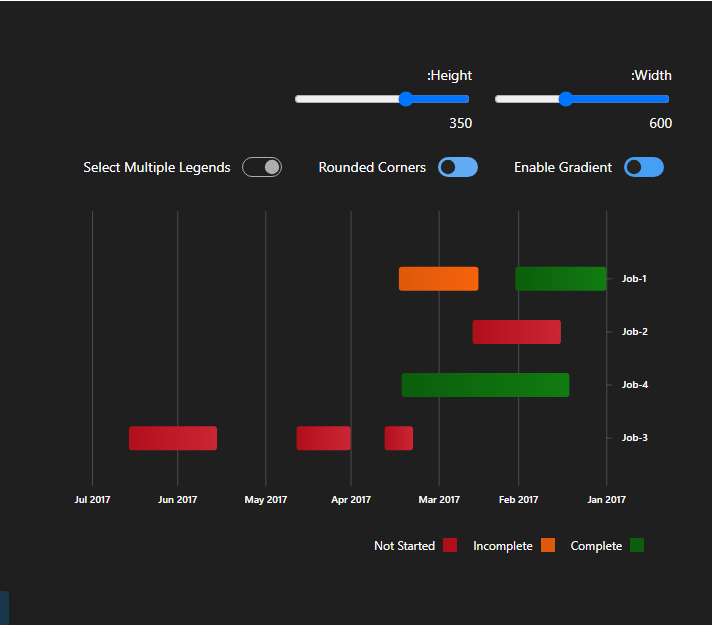 :Height
:Width
350
600
Select Multiple Legends
Rounded Corners
Enable Gradient
Job-1
Job-2
Job-4
Job-3
Jul 2017
Jun 2017
May 2017
Apr 2017
Mar 2017
Feb 2017
Jan 2017
Not Started
Incomplete
Complete